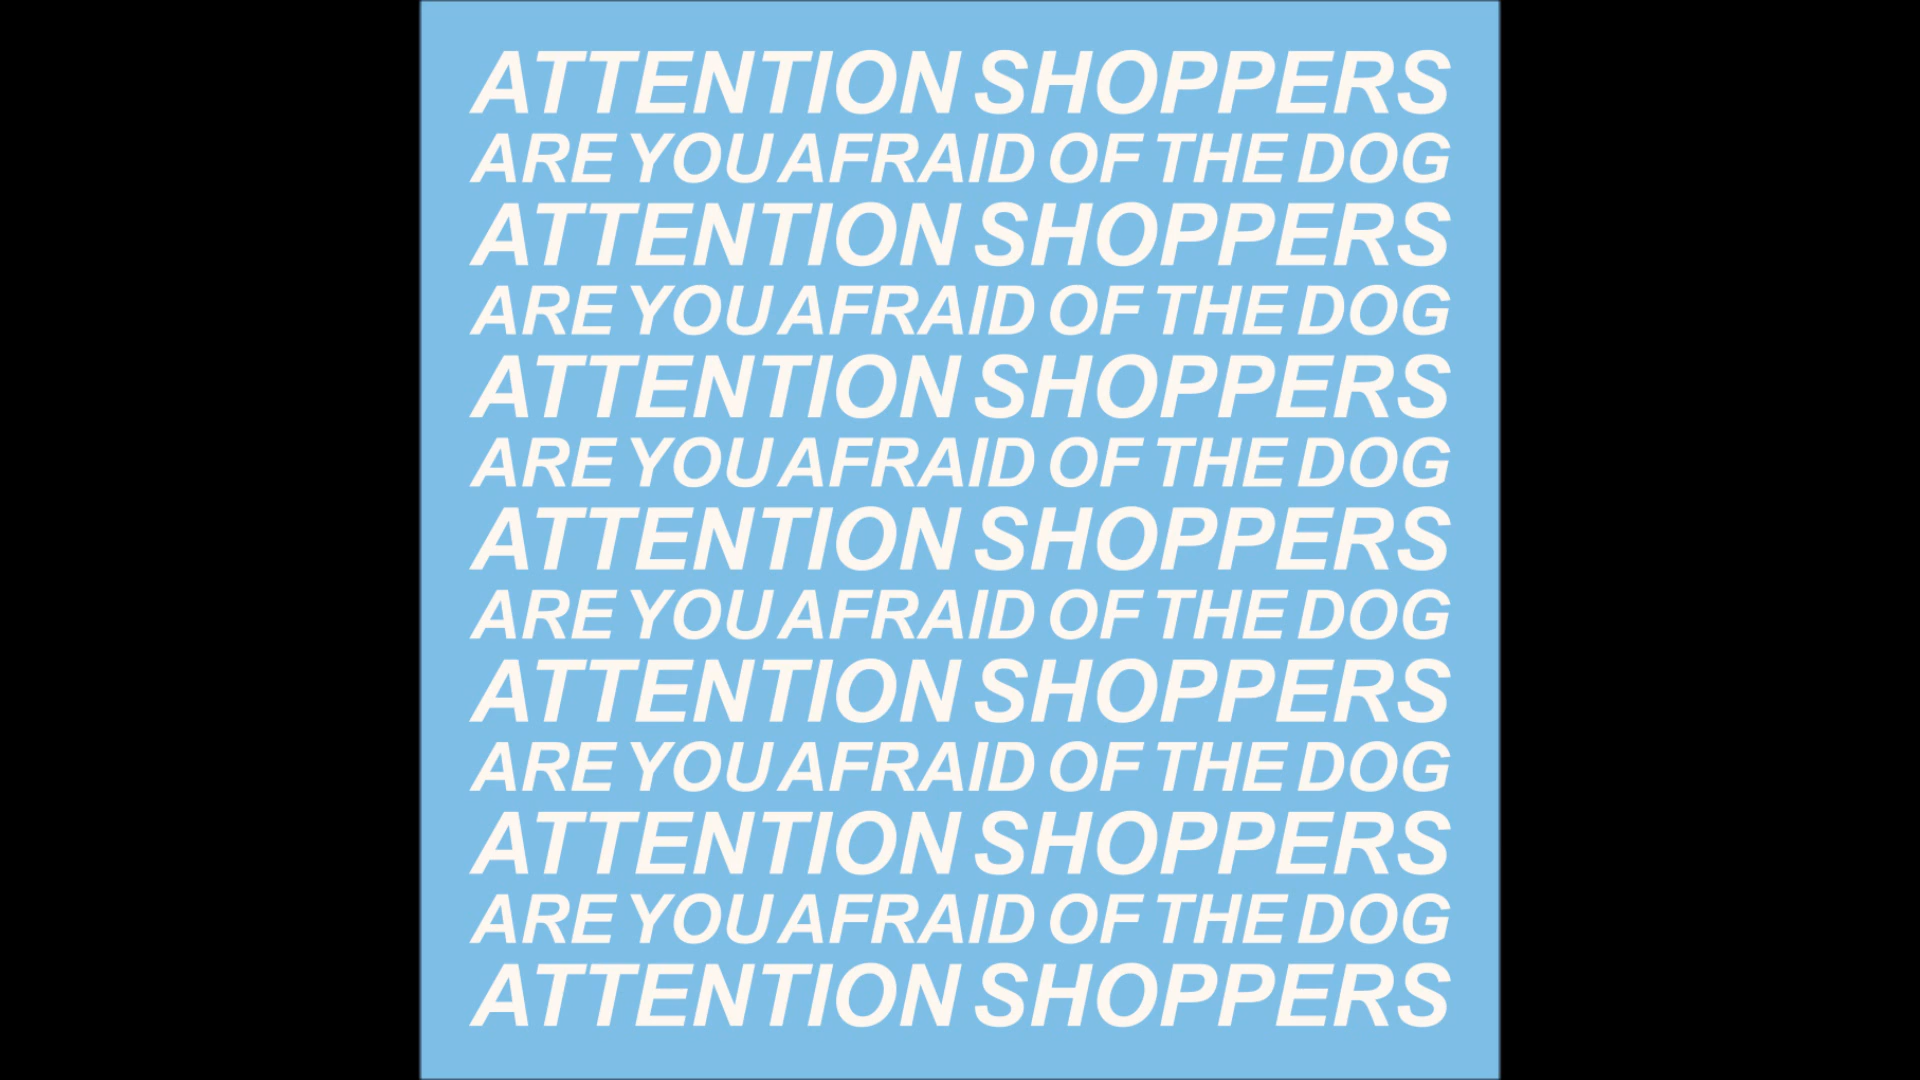 ATTENTION SHOPPERS
ARE YOU AFRAID OF THE DOG
ATTENTION SHOPPERS
ARE YOU AFRAID OF THE DOG
ATTENTION SHOPPERS
ARE YOU AFRAID OF THE DOG
ATTENTION SHOPPERS
ARE YOU AFRAID OF THE DOG
ATTENTION SHOPPERS
ARE YOU AFRAID OF THE DOG
ATTENTION SHOPPERS
ARE YOU AFRAID OF THE DOG
ATTENTION SHOPPERS